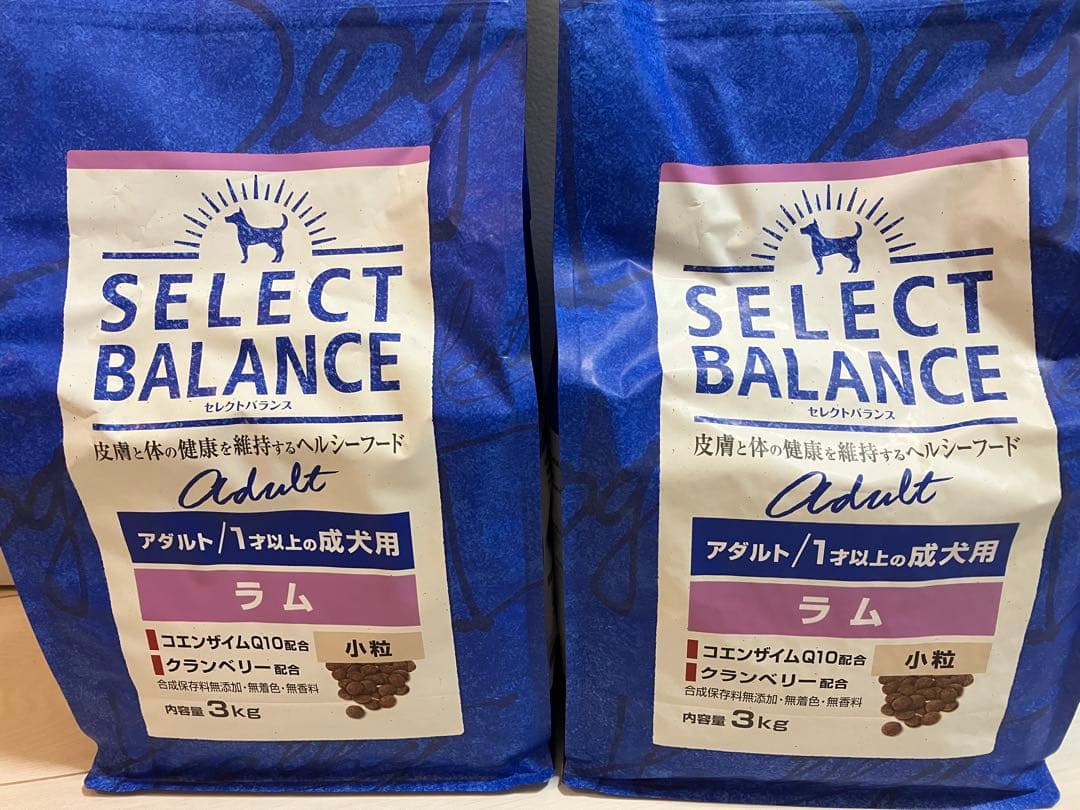 SELECT
BALANCE
セレクトバランス
皮膚と体の健康を維持するヘルシーフード
adult
アダルト/1才以上の成犬用
ラム
コエンザイムQ10配合
クランベリー配合
小粒
合成保存料無添加・無着色・無香料
内容量 3kg
Dog
SELECT
BALANCE
セレクトバランス
皮膚と体の健康を維持するヘルシーフード
adult
アダルト/1才以上の成犬用
ラム
コエンザイムQ10配合
クランベリー配合
小粒
合成保存料無添加・無着色・無香料
内容量 3kg